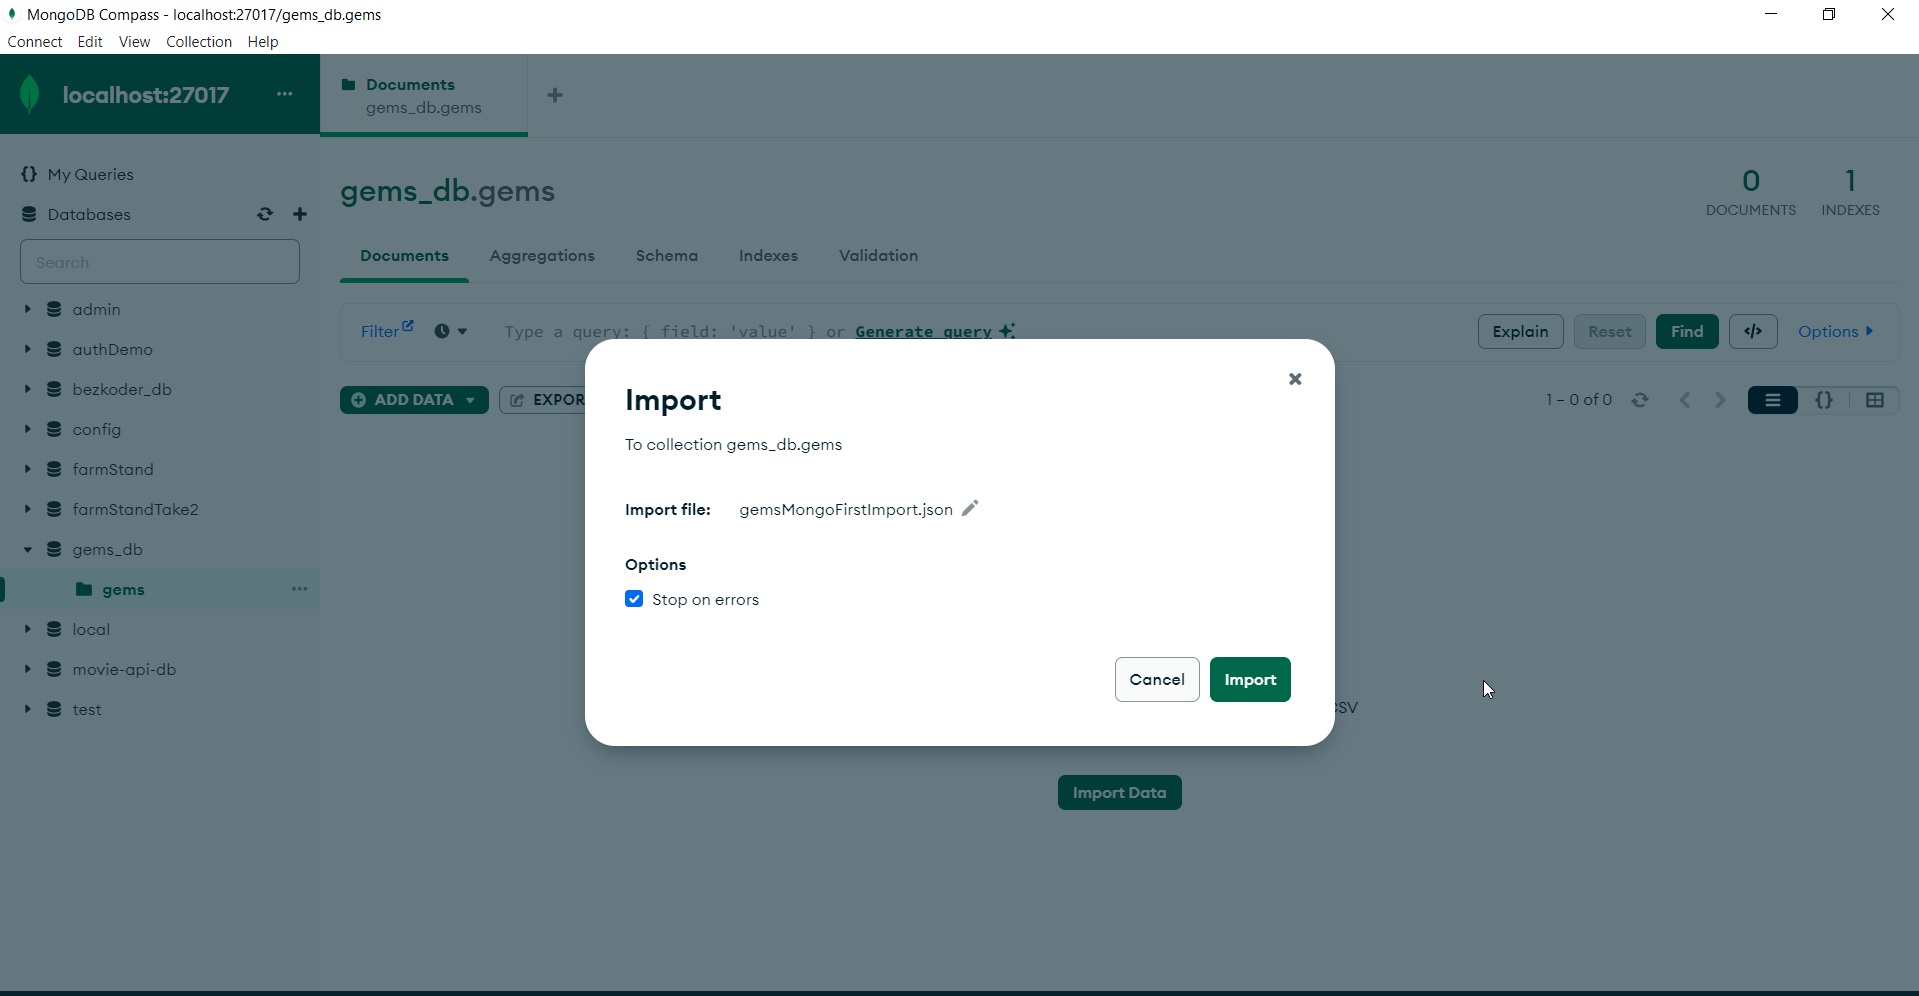 MongoDB Compass - localhost:27017/gems_db.gems
Connect Edit View Collection Help
localhost:27017
Documents
gems_db.gems
My Queries
Databases
Search
admin
authDemo
bezkoder_db
config
farmStand
farmStandTake2
gems_db
gems
local
movie-api-db
test
gems_db.gems
0
DOCUMENTS
1
INDEXES
Documents Aggregations Schema Indexes Validation
Filter Type a query: { field: 'value' } or Generate query Explain Reset Find </> Options
ADD DATA EXPOR 1 – 0 of 0 {}
Import
To collection gems_db.gems
Import file: gemsMongoFirstImport.json
Options
Stop on errors
Cancel Import
CSV
Import Data